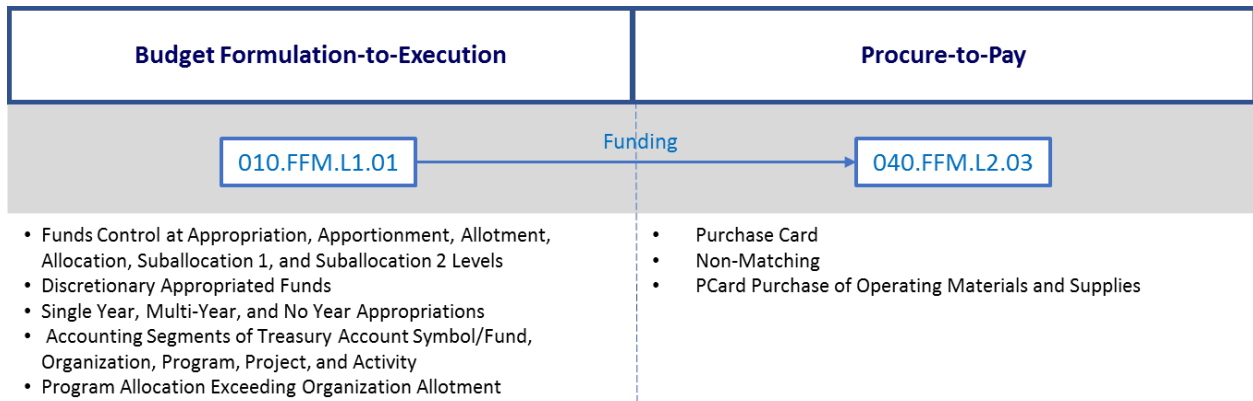 Budget Formulation-to-Execution
Procure-to-Pay
Funding
010.FFM.L1.01
040.FFM.L2.03
• Funds Control at Appropriation, Apportionment, Allotment,
Allocation, Suballocation 1, and Suballocation 2 Levels
• Discretionary Appropriated Funds
• Single Year, Multi-Year, and No Year Appropriations
• Accounting Segments of Treasury Account Symbol/Fund,
Organization, Program, Project, and Activity
• Program Allocation Exceeding Organization Allotment
• Purchase Card
• Non-Matching
• PCard Purchase of Operating Materials and Supplies